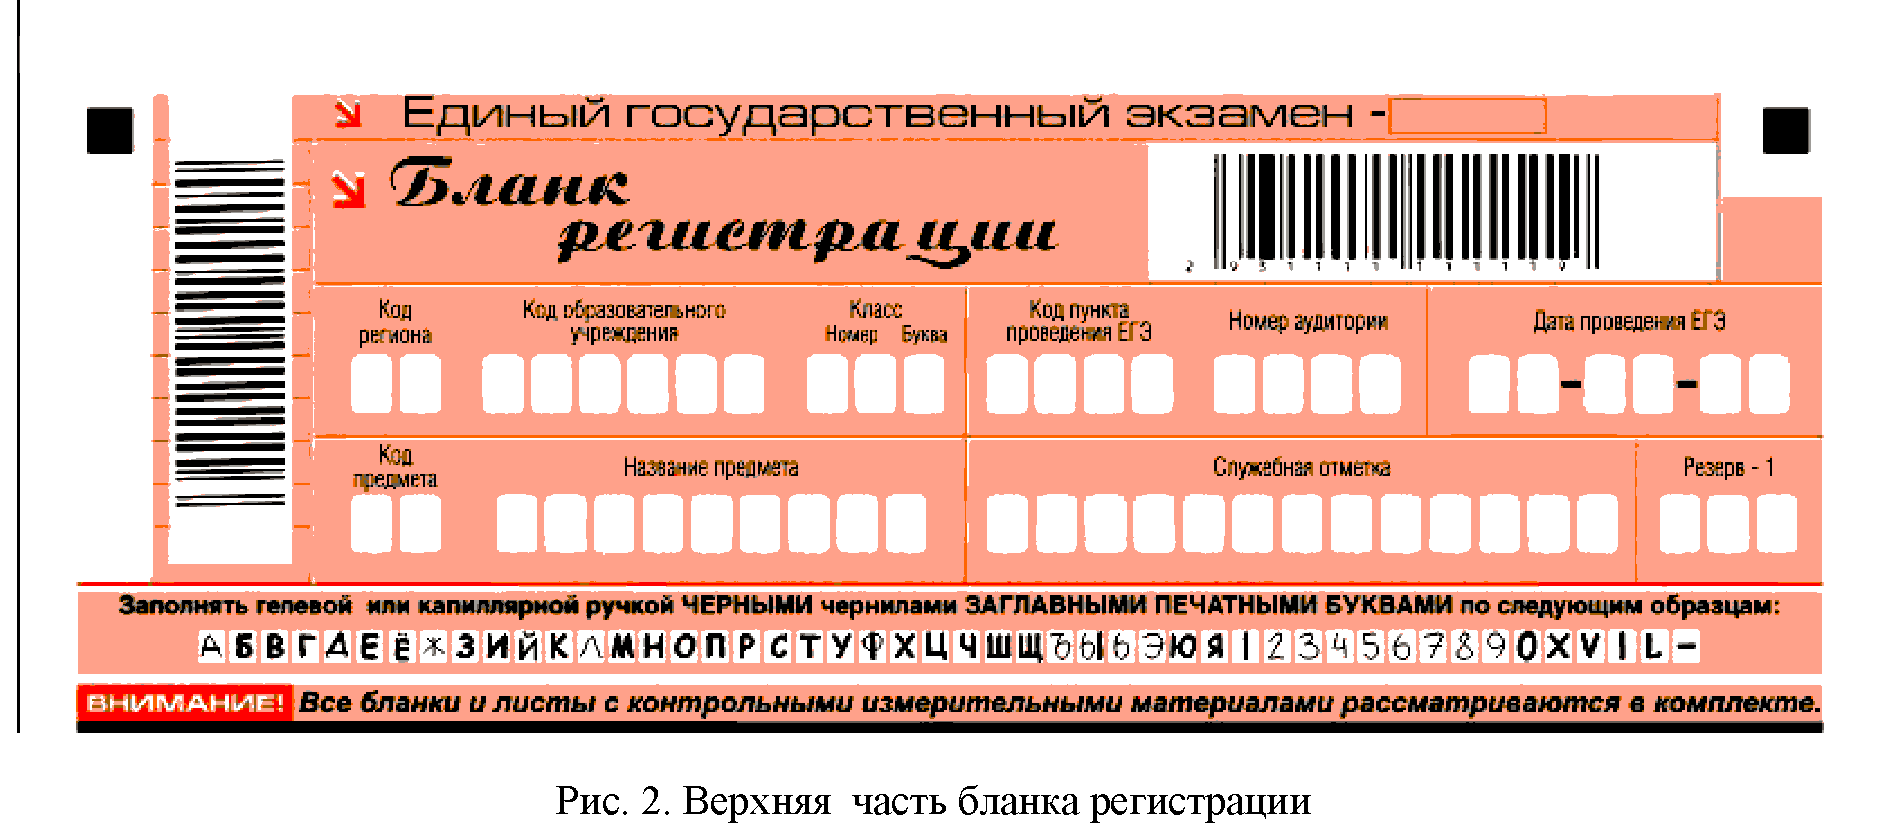 Единый государственный экзамен -
Бланк
регистрации
Код региона
Код образовательного учреждения
Класс
Номер Буква
Код пункта проведения ЕГЭ
Номер аудитории
Дата проведения ЕГЭ
Код предмета
Название предмета
Служебная отметка
Резерв - 1
Заполнять гелевой или капиллярной ручкой ЧЕРНЫМИ чернилами ЗАГЛАВНЫМИ ПЕЧАТНЫМИ БУКВАМИ по следующим образцам:
АБВГДЕЁЖЗИЙКЛМНОПРСТУФХЦЧШЩЪЫЬЭЮЯ1234567890XVIL-
ВНИМАНИЕ! Все бланки и листы с контрольными измерительными материалами рассматриваются в комплекте.
Рис. 2. Верхняя часть бланка регистрации